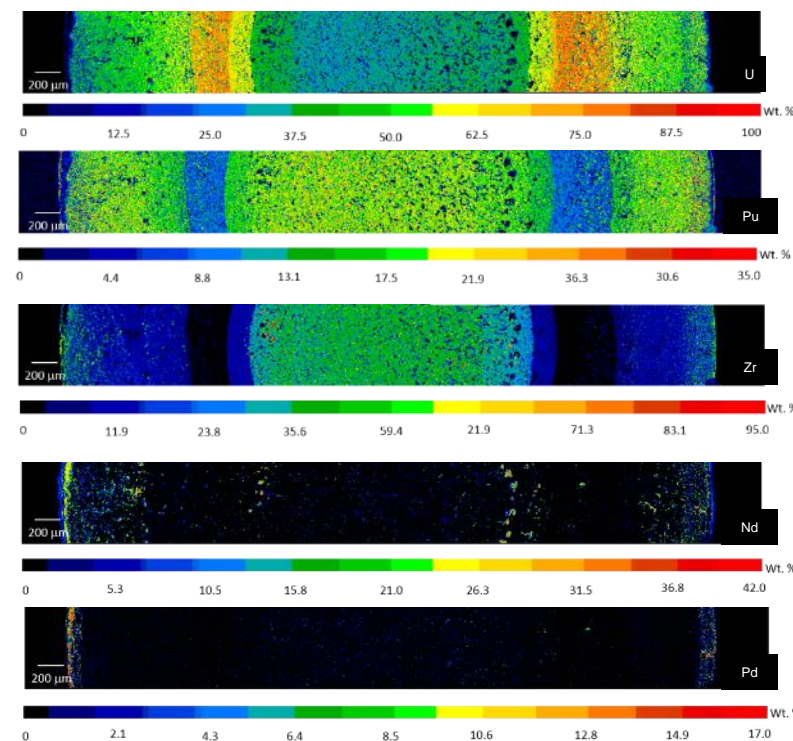 U
200 µm
Wt. %
0 12.5 25.0 37.5 50.0 62.5 75.0 87.5 100
Pu
200 µm
Wt. %
0 4.4 8.8 13.1 17.5 21.9 36.3 30.6 35.0
Zr
200 µm
Wt. %
0 11.9 23.8 35.6 59.4 21.9 71.3 83.1 95.0
Nd
200 µm
Wt. %
0 5.3 10.5 15.8 21.0 26.3 31.5 36.8 42.0
Pd
200 µm
Wt. %
0 2.1 4.3 6.4 8.5 10.6 12.8 14.9 17.0